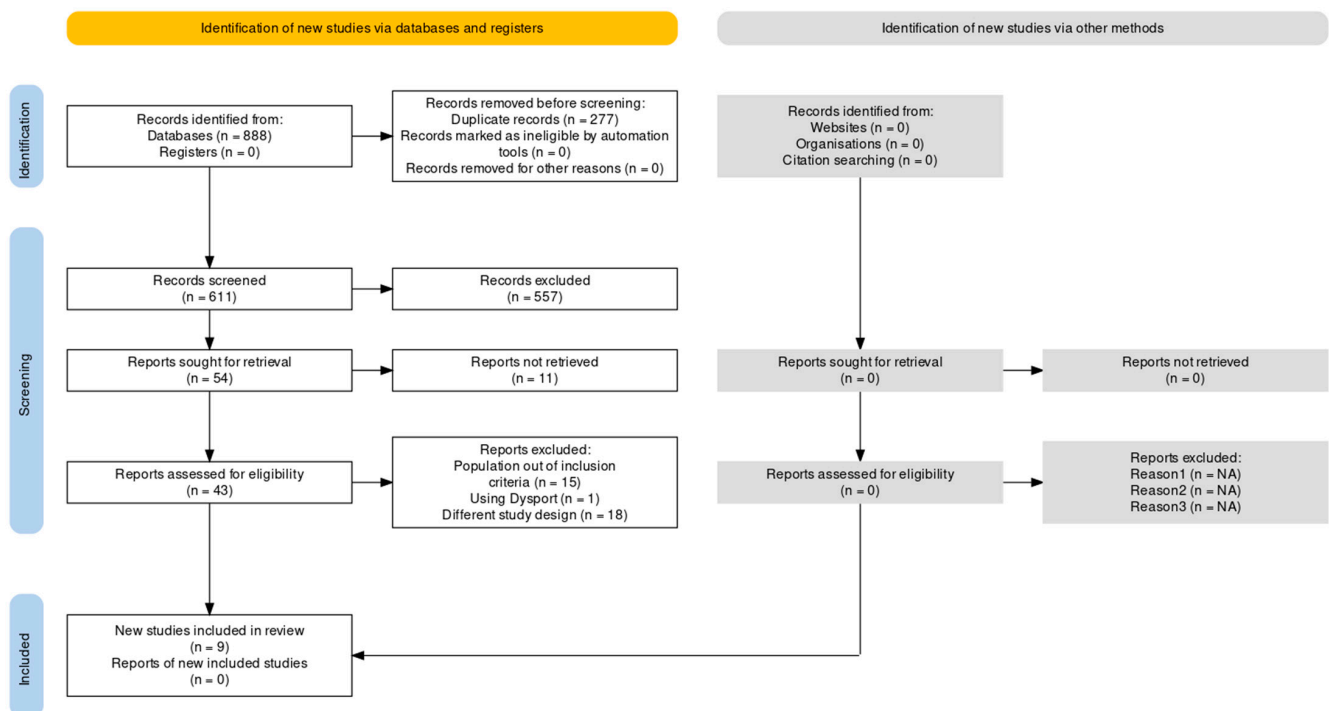 Identification of new studies via databases and registers
Identification of new studies via other methods
Identification
Records identified from:
Databases (n = 888)
Registers (n = 0)
Records removed before screening:
Duplicate records (n = 277)
Records marked as ineligible by automation
tools (n = 0)
Records removed for other reasons (n = 0)
Records identified from:
Websites (n = 0)
Organisations (n = 0)
Citation searching (n = 0)
Screening
Records screened
(n = 611)
Records excluded
(n = 557)
Reports sought for retrieval
(n = 54)
Reports not retrieved
(n = 11)
Reports sought for retrieval
(n = 0)
Reports not retrieved
(n = 0)
Reports assessed for eligibility
(n = 43)
Reports excluded:
Population out of inclusion
criteria (n = 15)
Using Dysport (n = 1)
Different study design (n = 18)
Reports assessed for eligibility
(n = 0)
Reports excluded:
Reason1 (n = NA)
Reason2 (n = NA)
Reason3 (n = NA)
Included
New studies included in review
(n = 9)
Reports of new included studies
(n = 0)